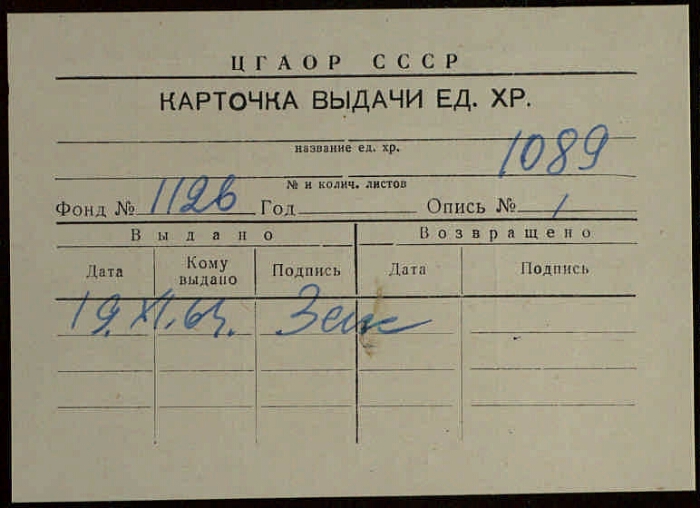 ЦГАОР СССР
КАРТОЧКА ВЫДАЧИ ЕД. ХР.
название ед. хр.
1089
№ и колич. листов
Фонд № 1126 Год Опись № 1
Выдано Возвращено
Дата Кому выдано Подпись Дата Подпись
19.XI.64.